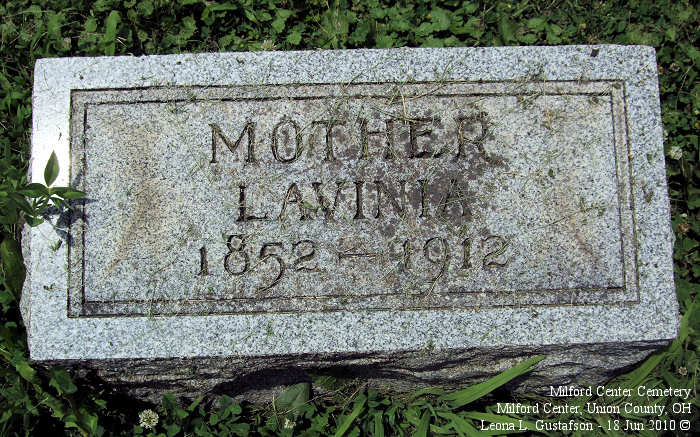 MOTHER
LAVINIA
1852 — 1912
Milford Center Cemetery
Milford Center, Union County, OH
Leona L. Gustafson - 18 Jun 2010 ©